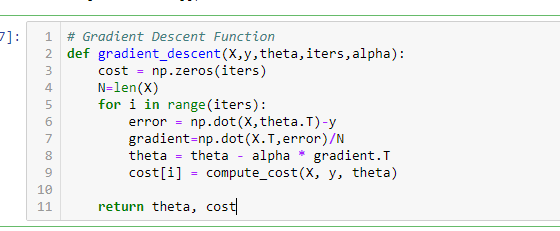 7]:
1 # Gradient Descent Function
2 def gradient_descent(X,y,theta,iters,alpha):
3     cost = np.zeros(iters)
4     N=len(X)
5     for i in range(iters):
6         error = np.dot(X,theta.T)-y
7         gradient=np.dot(X.T,error)/N
8         theta = theta - alpha * gradient.T
9         cost[i] = compute_cost(X, y, theta)
10
11     return theta, cost